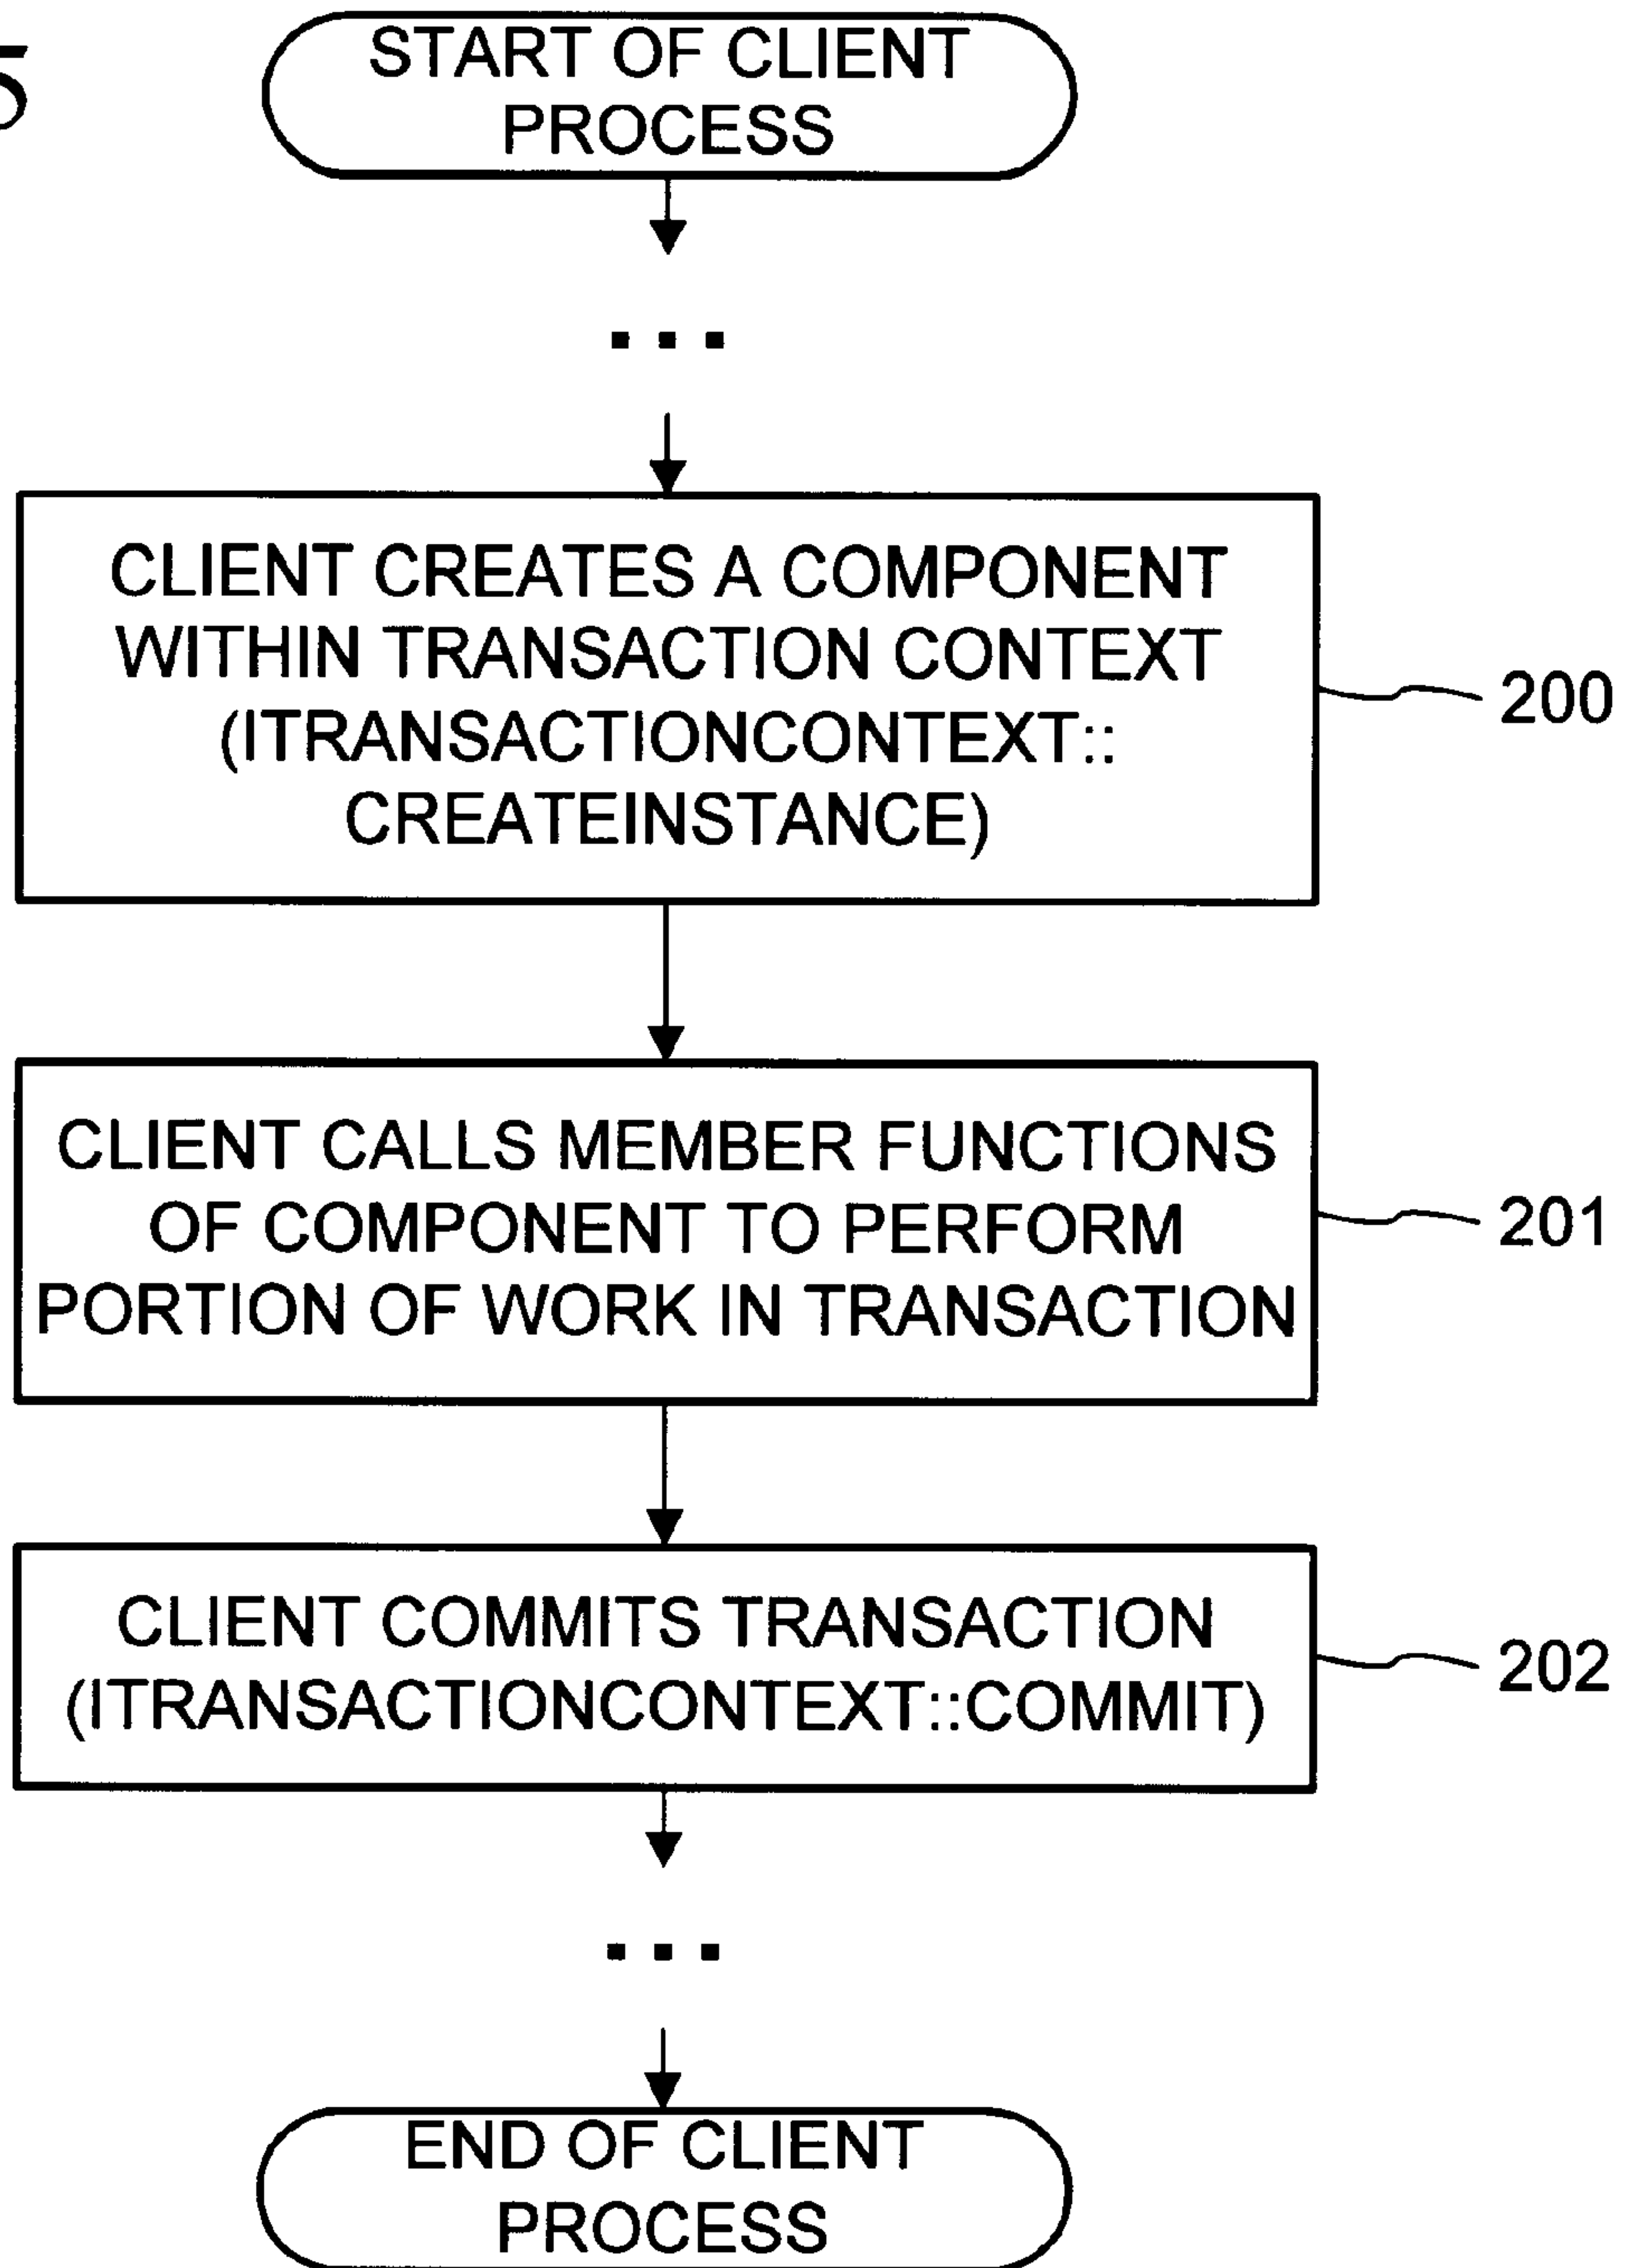 5
START OF CLIENT
PROCESS
...
CLIENT CREATES A COMPONENT
WITHIN TRANSACTION CONTEXT
(ITRANSACTIONCONTEXT::
CREATEINSTANCE)
200
CLIENT CALLS MEMBER FUNCTIONS
OF COMPONENT TO PERFORM
PORTION OF WORK IN TRANSACTION
201
CLIENT COMMITS TRANSACTION
(ITRANSACTIONCONTEXT::COMMIT)
202
...
END OF CLIENT
PROCESS